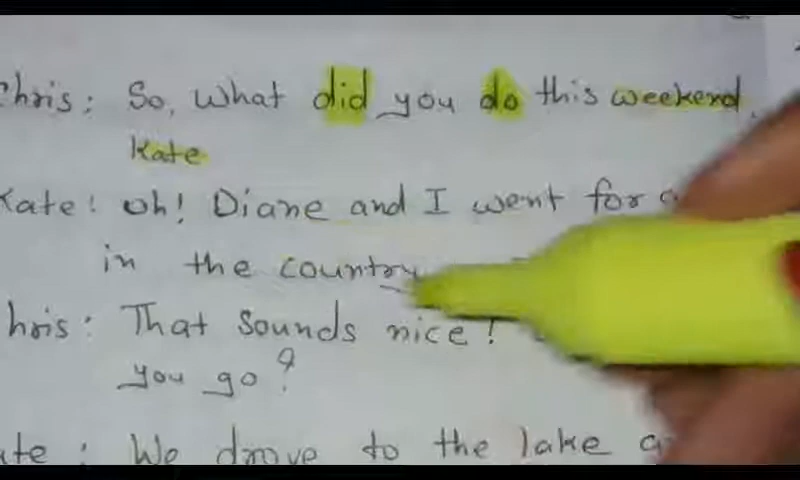 Chris: So, what did you do this weekend,
Kate
Kate: Oh! Diane and I went for a
in the country
hris: That sounds nice!
you go?
ate: We drove to the lake